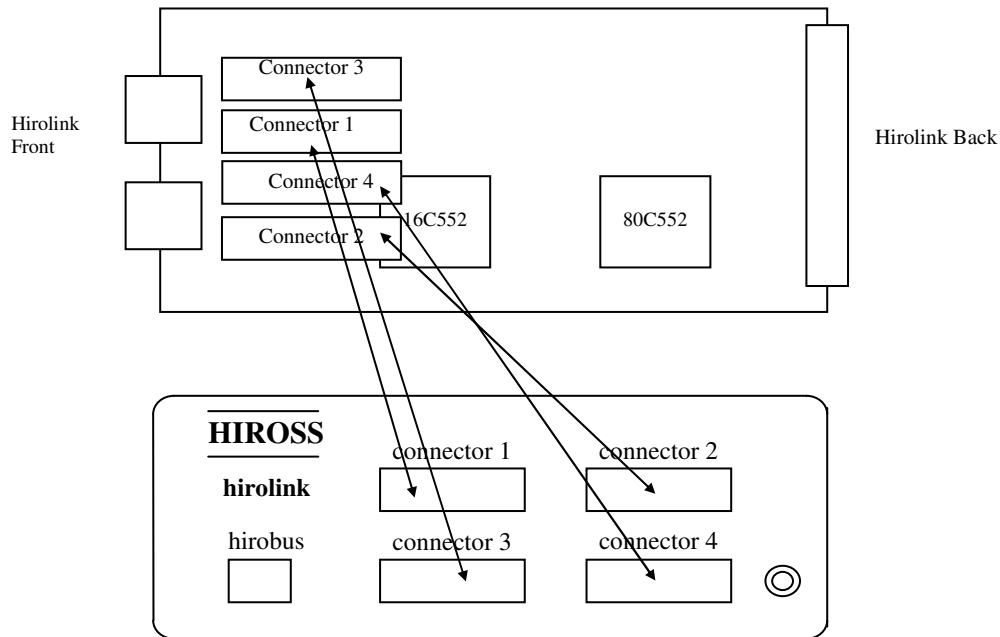 Connector 3
Hirolink
Front
Connector 1
Hirolink Back
Connector 4
16C552
80C552
Connector 2
HIROSS
connector 1
connector 2
hirolink
hirobus
connector 3
connector 4